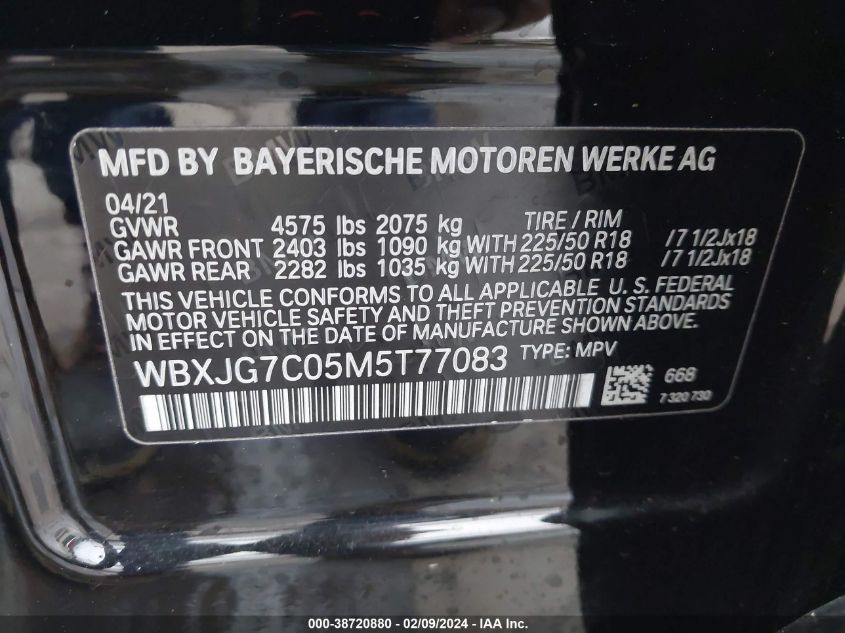 MFD BY BAYERISCHE MOTOREN WERKE AG
04/21
GVWR 4575 lbs 2075 kg TIRE / RIM
GAWR FRONT 2403 lbs 1090 kg WITH 225/50 R18 /7 1/2Jx18
GAWR REAR 2282 lbs 1035 kg WITH 225/50 R18 /7 1/2Jx18
THIS VEHICLE CONFORMS TO ALL APPLICABLE U. S. FEDERAL
MOTOR VEHICLE SAFETY AND THEFT PREVENTION STANDARDS
IN EFFECT ON THE DATE OF MANUFACTURE SHOWN ABOVE.
WBXJG7C05M5T77083 TYPE: MPV
668
7 320 730
000-38720880 - 02/09/2024 - IAA Inc.